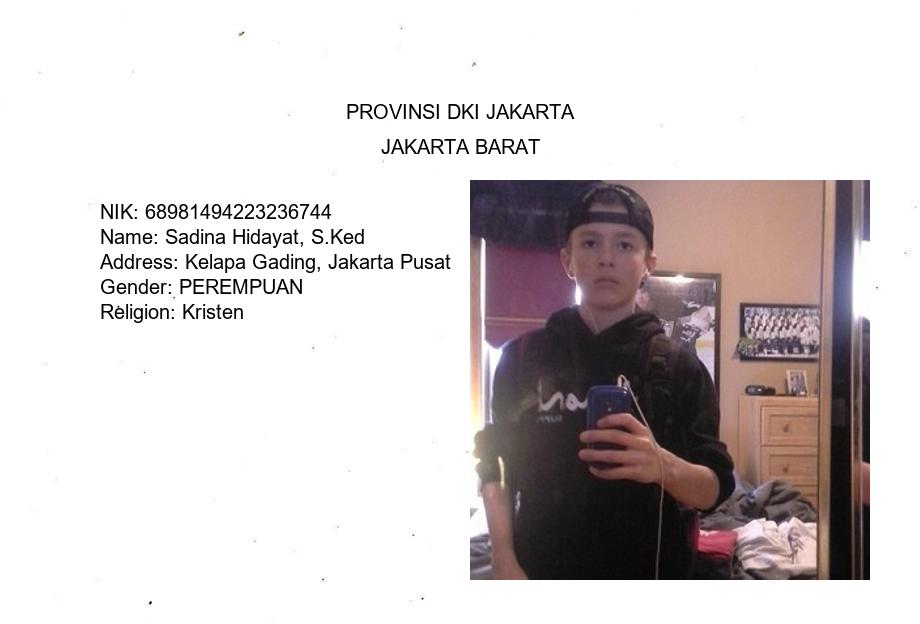 PROVINSI DKI JAKARTA
JAKARTA BARAT
NIK: 68981494223236744
Name: Sadina Hidayat, S.Ked
Address: Kelapa Gading, Jakarta Pusat
Gender: PEREMPUAN
Religion: Kristen